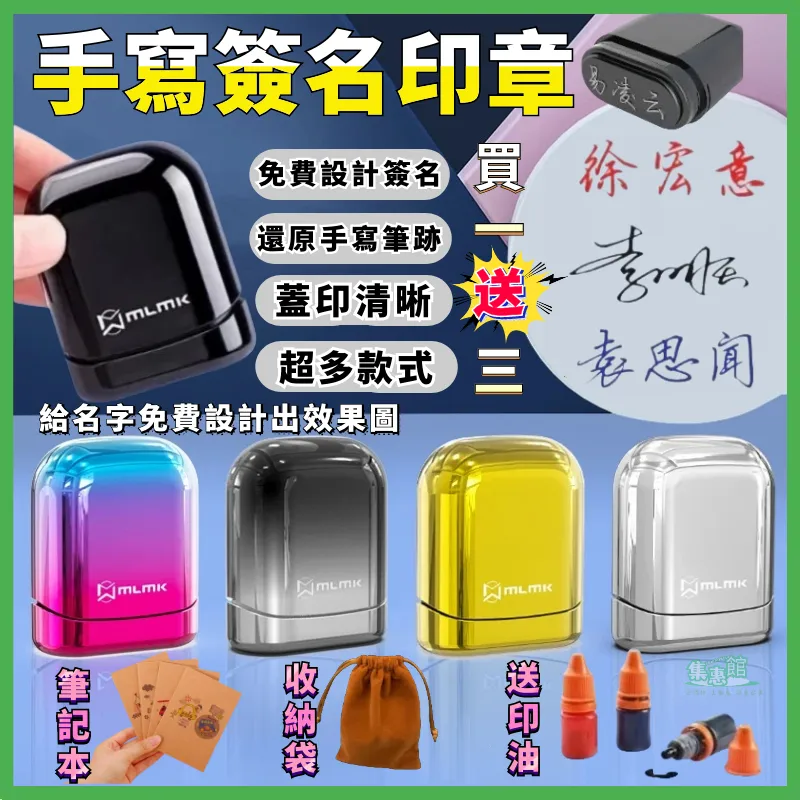 手寫簽名印章
易凌云
免費設計簽名
還原手寫筆跡
蓋印清晰
超多款式
買一送三
徐宏意
袁思闻
MLMK
給名字免費設計出效果圖
MLMK
MLMK
MLMK
MLMK
筆記本
收納袋
送印油
集惠館